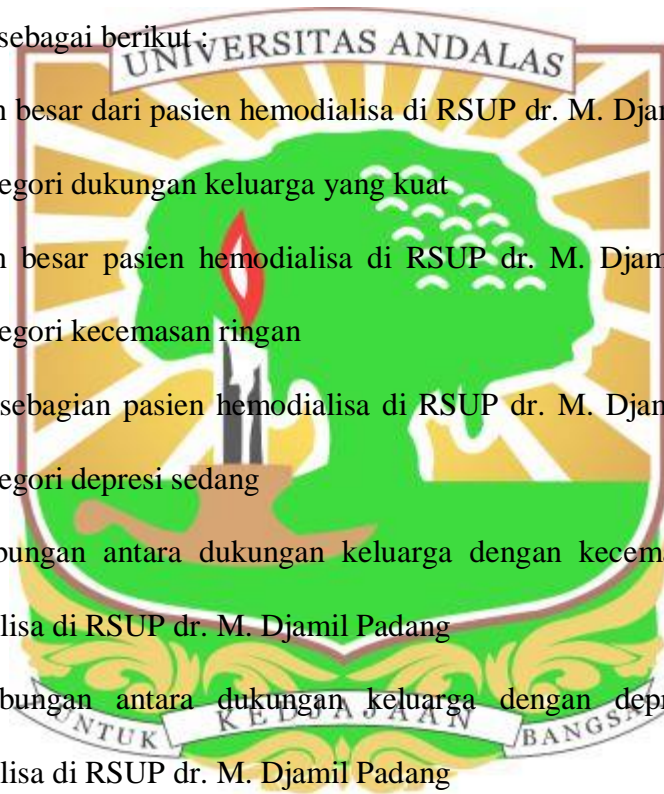 sebagai berikut :
UNIVERSITAS ANDALAS
besar dari pasien hemodialisa di RSUP dr. M. Djam
egori dukungan keluarga yang kuat
besar pasien hemodialisa di RSUP dr. M. Djam
egori kecemasan ringan
sebagian pasien hemodialisa di RSUP dr. M. Djam
egori depresi sedang
bungan antara dukungan keluarga dengan kecema
lisa di RSUP dr. M. Djamil Padang
bungan antara dukungan keluarga dengan depr
UNTUK KEDJAJAAN BANGSA
lisa di RSUP dr. M. Djamil Padang